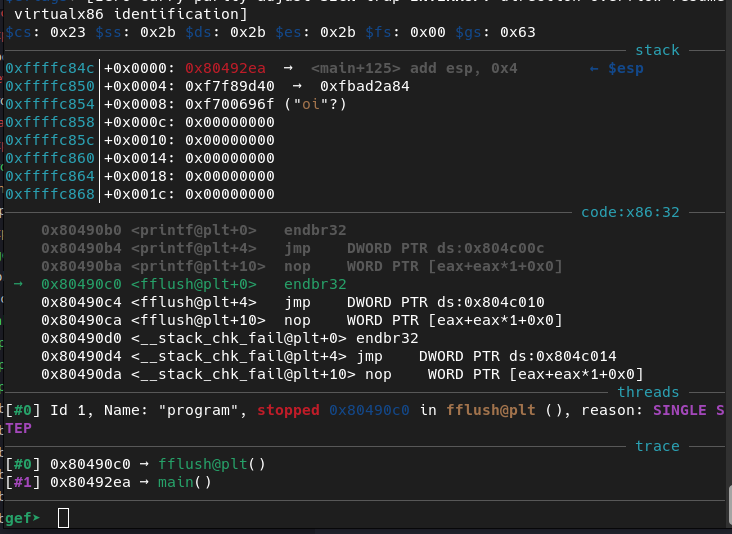 virtualx86 identification]
$cs: 0x23 $ss: 0x2b $ds: 0x2b $es: 0x2b $fs: 0x00 $gs: 0x63
stack
0xffffc84c│+0x0000: 0x80492ea → <main+125> add esp, 0x4 ← $esp
0xffffc850│+0x0004: 0xf7f89d40 → 0xfbad2a84
0xffffc854│+0x0008: 0xf700696f ("oi"?)
0xffffc858│+0x000c: 0x00000000
0xffffc85c│+0x0010: 0x00000000
0xffffc860│+0x0014: 0x00000000
0xffffc864│+0x0018: 0x00000000
0xffffc868│+0x001c: 0x00000000
code:x86:32
0x80490b0 <printf@plt+0> endbr32
0x80490b4 <printf@plt+4> jmp DWORD PTR ds:0x804c00c
0x80490ba <printf@plt+10> nop WORD PTR [eax+eax*1+0x0]
→ 0x80490c0 <fflush@plt+0> endbr32
0x80490c4 <fflush@plt+4> jmp DWORD PTR ds:0x804c010
0x80490ca <fflush@plt+10> nop WORD PTR [eax+eax*1+0x0]
0x80490d0 <__stack_chk_fail@plt+0> endbr32
0x80490d4 <__stack_chk_fail@plt+4> jmp DWORD PTR ds:0x804c014
0x80490da <__stack_chk_fail@plt+10> nop WORD PTR [eax+eax*1+0x0]
threads
[#0] Id 1, Name: "program", stopped 0x80490c0 in fflush@plt (), reason: SINGLE S
TEP
trace
[#0] 0x80490c0 → fflush@plt()
[#1] 0x80492ea → main()
gef➤